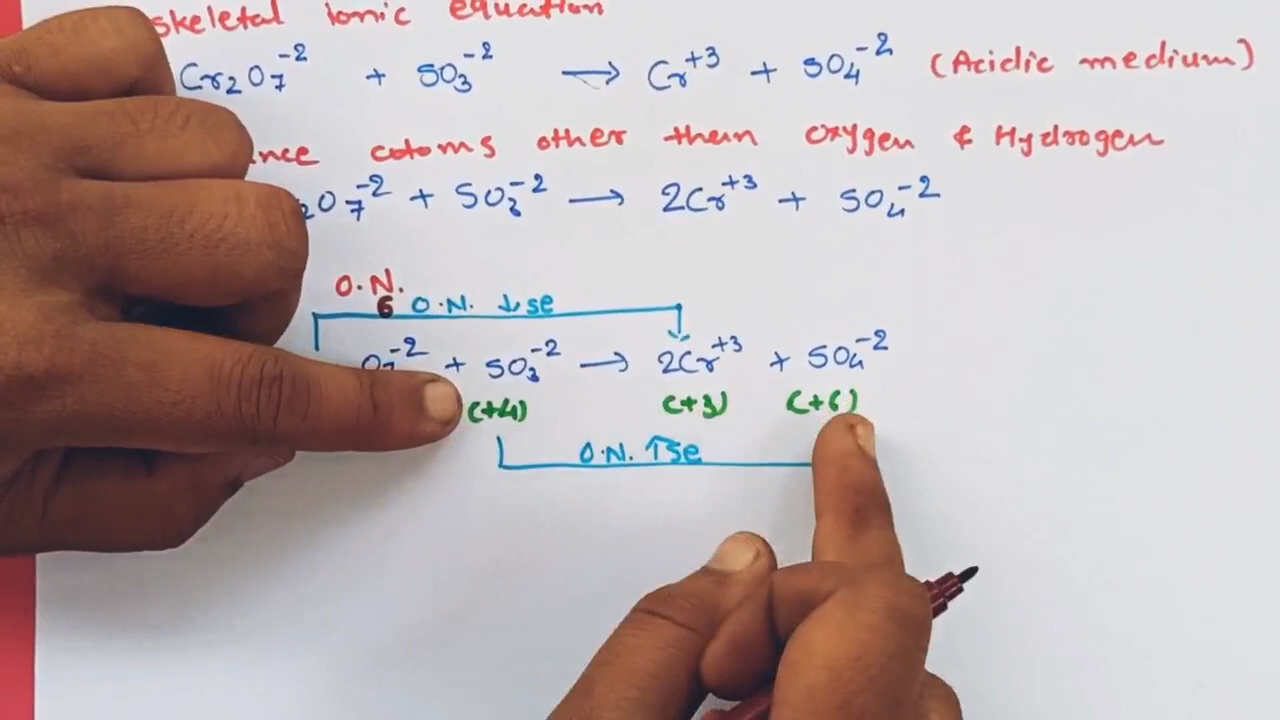 skeletal ionic equation
Cr₂O₇⁻² + SO₃⁻² → Cr⁺³ + SO₄⁻² (Acidic medium)
atoms other than oxygen & Hydrogen
₂O₇⁻² + SO₃⁻² → 2Cr⁺³ + SO₄⁻²
O.N.
6 O.N. ↓se
O₇⁻² + SO₃⁻² → 2Cr⁺³ + SO₄⁻²
(+4) (+3) (+6)
O.N. ↑se